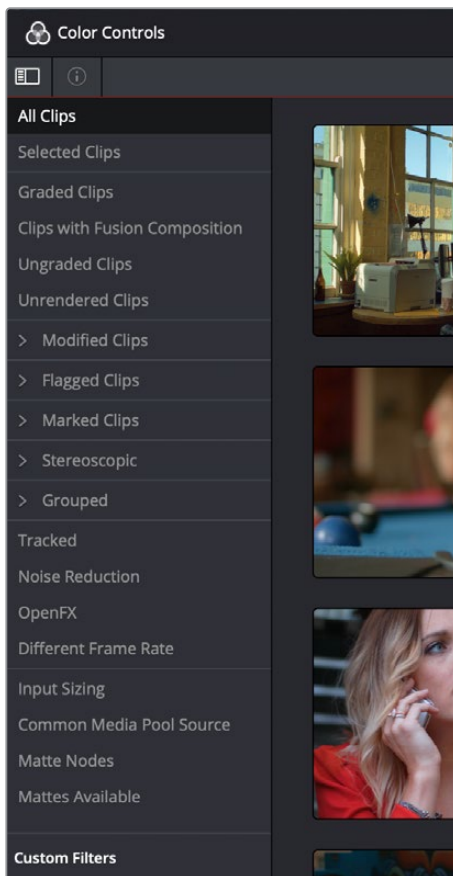 Color Controls
All Clips
Selected Clips
Graded Clips
Clips with Fusion Composition
Ungraded Clips
Unrendered Clips
> Modified Clips
> Flagged Clips
> Marked Clips
> Stereoscopic
> Grouped
Tracked
Noise Reduction
OpenFX
Different Frame Rate
Input Sizing
Common Media Pool Source
Matte Nodes
Mattes Available
Custom Filters